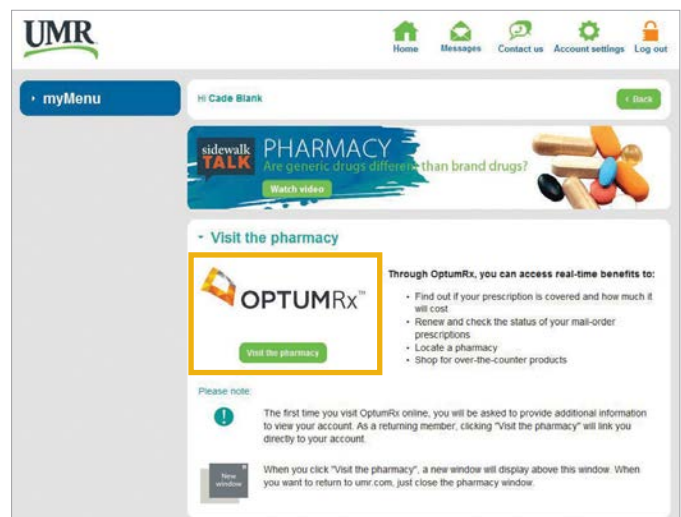 UMR
Home Messages Contact us Account settings Log out
myMenu
Hi Cade Blank
< Back
sidewalk
TALK
PHARMACY
Are generic drugs different than brand drugs?
Watch video
Visit the pharmacy
OPTUMRx™
Visit the pharmacy
Through OptumRx, you can access real-time benefits to:
• Find out if your prescription is covered and how much it
will cost
• Renew and check the status of your mail-order
prescriptions
• Locate a pharmacy
• Shop for over-the-counter products
Please note:
!
The first time you visit OptumRx online, you will be asked to provide additional information
to view your account. As a returning member, clicking "Visit the pharmacy" will link you
directly to your account.
New
window
When you click "Visit the pharmacy", a new window will display above this window. When
you want to return to umr.com, just close the pharmacy window.